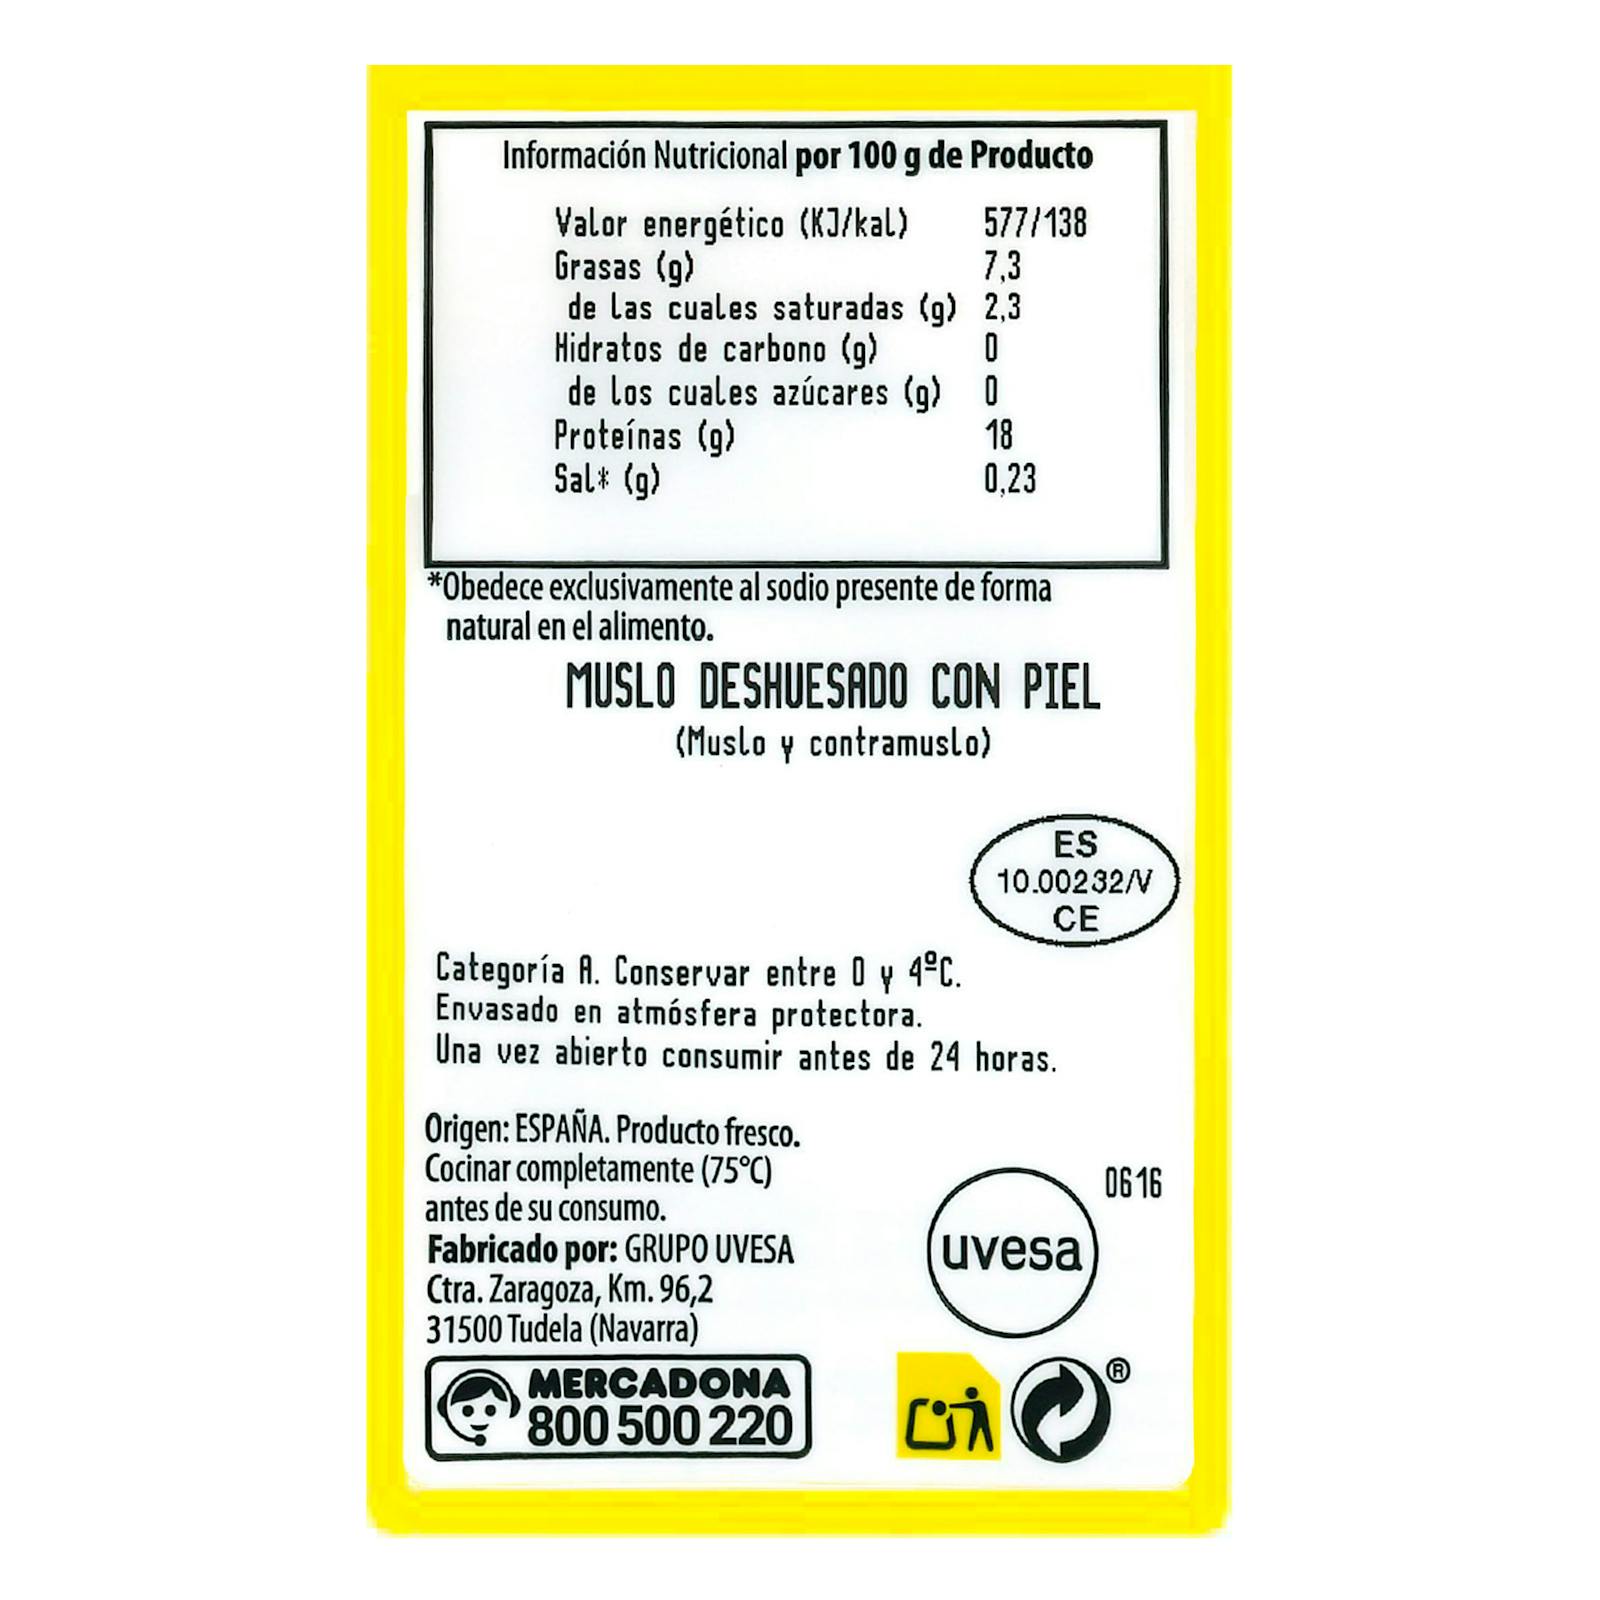 Información Nutricional por 100 g de Producto
Valor energético (KJ/kal) 577/138
Grasas (g) 7,3
de las cuales saturadas (g) 2,3
Hidratos de carbono (g) 0
de los cuales azúcares (g) 0
Proteínas (g) 18
Sal* (g) 0,23
*Obedece exclusivamente al sodio presente de forma
natural en el alimento.
MUSLO DESHUESADO CON PIEL
(Muslo y contramuslo)
ES
10.00232/V
CE
Categoría A. Conservar entre 0 y 4ºC.
Envasado en atmósfera protectora.
Una vez abierto consumir antes de 24 horas.
Origen: ESPAÑA. Producto fresco.
Cocinar completamente (75°C)
antes de su consumo.
Fabricado por: GRUPO UVESA
Ctra. Zaragoza, Km. 96,2
31500 Tudela (Navarra)
0616
uvesa
MERCADONA
800 500 220
®